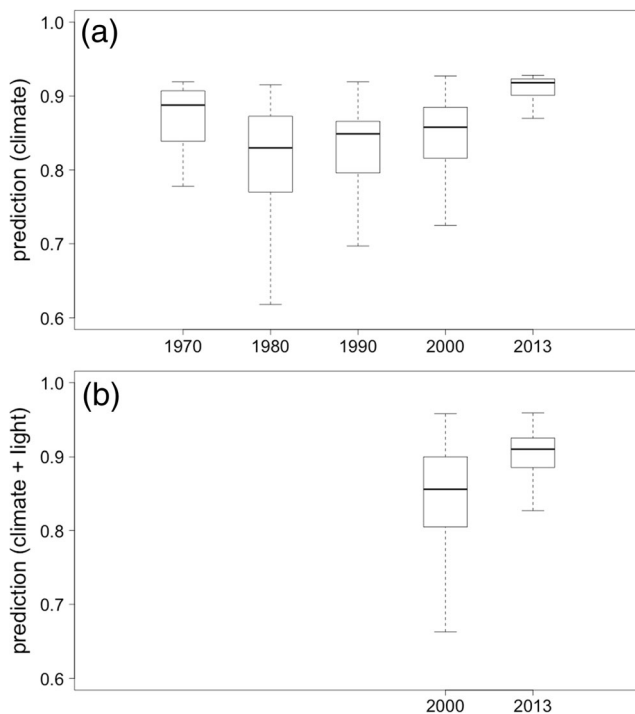 (a)
prediction (climate)
1.0
0.9
0.8
0.7
0.6
1970 1980 1990 2000 2013
(b)
prediction (climate + light)
1.0
0.9
0.8
0.7
0.6
2000 2013